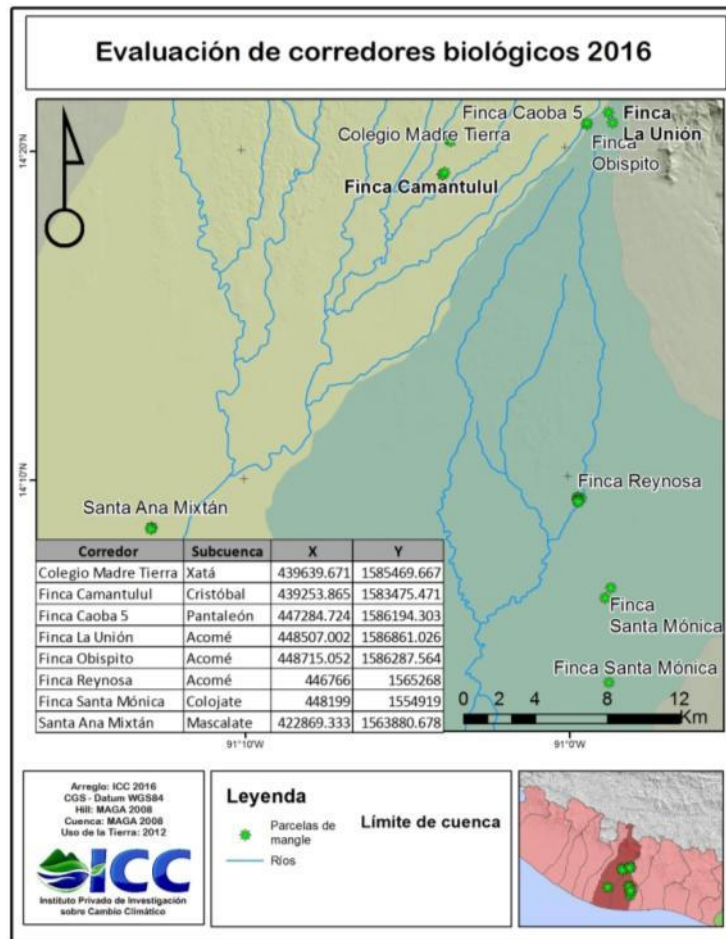 Evaluación de corredores biológicos 2016
Finca Caoba 5
Finca
La Unión
Colegio Madre Tierra
Finca
Obispito
Finca Camantulul
14°20'N
14°10'N
Finca Reynosa
Santa Ana Mixtán
Finca
Santa Mónica
Finca Santa Mónica
Corredor Subcuenca X Y
Colegio Madre Tierra Xatá 439639.671 1585469.667
Finca Camantulul Cristóbal 439253.865 1583475.471
Finca Caoba 5 Pantaleón 447284.724 1586194.303
Finca La Unión Acomé 448507.002 1586861.026
Finca Obispito Acomé 448715.052 1586287.564
Finca Reynosa Acomé 446766 1565268
Finca Santa Mónica Colojate 448199 1554919
Santa Ana Mixtán Mascalate 422869.333 1563880.678
0 2 4 8 12
Km
91°10'W
91°0'W
Arreglo: ICC 2016
CGS - Datum WGS84
Hill: MAGA 2008
Cuenca: MAGA 2008
Uso de la Tierra: 2012
ICC
Instituto Privado de Investigación
sobre Cambio Climático
Leyenda
Parcelas de
mangle
Límite de cuenca
Ríos